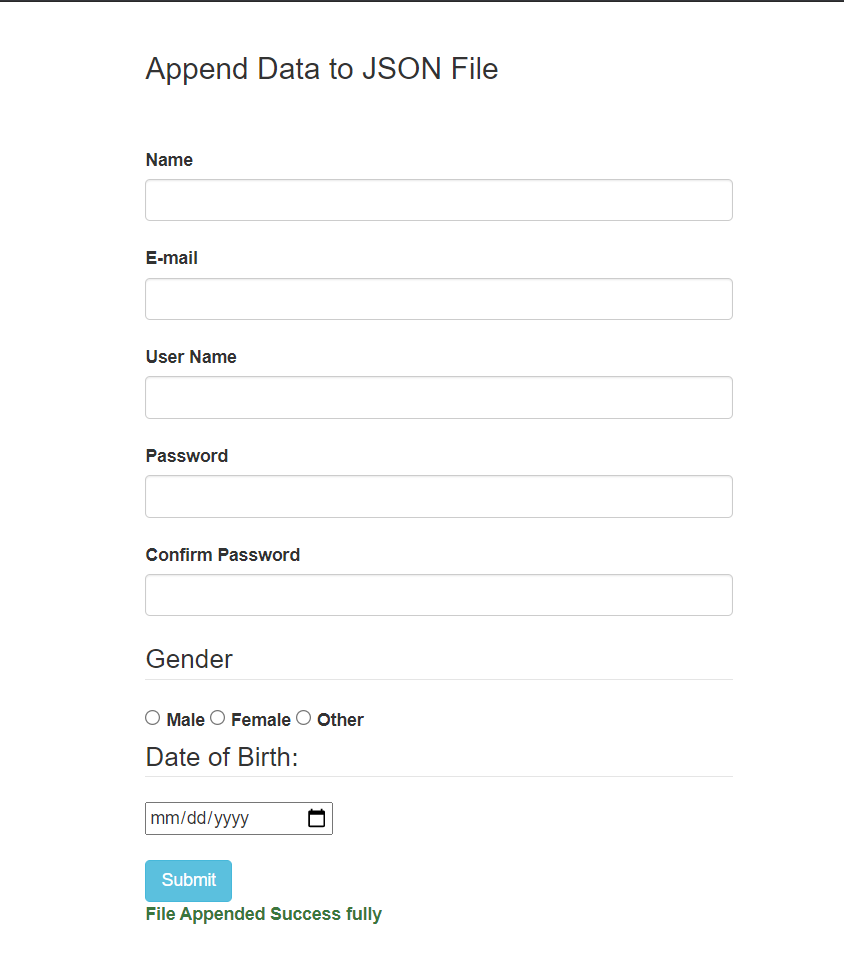 Append Data to JSON File
Name
E-mail
User Name
Password
Confirm Password
Gender
Male Female Other
Date of Birth:
mm/dd/yyyy
Submit
File Appended Success fully